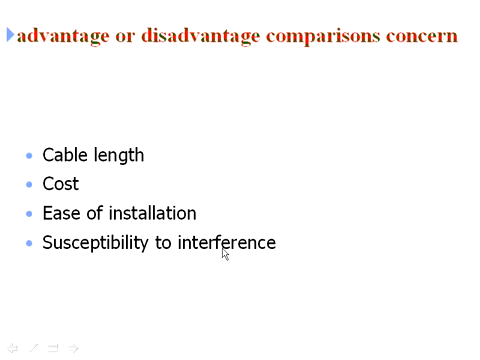 advantage or disadvantage comparisons concern
Cable length
Cost
Ease of installation
Susceptibility to interference